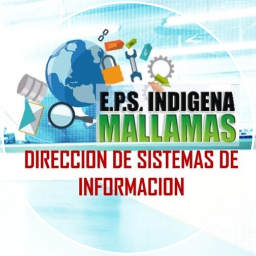 E.P.S. INDIGENA
MALLAMAS
DIRECCION DE SISTEMAS DE
INFORMACION